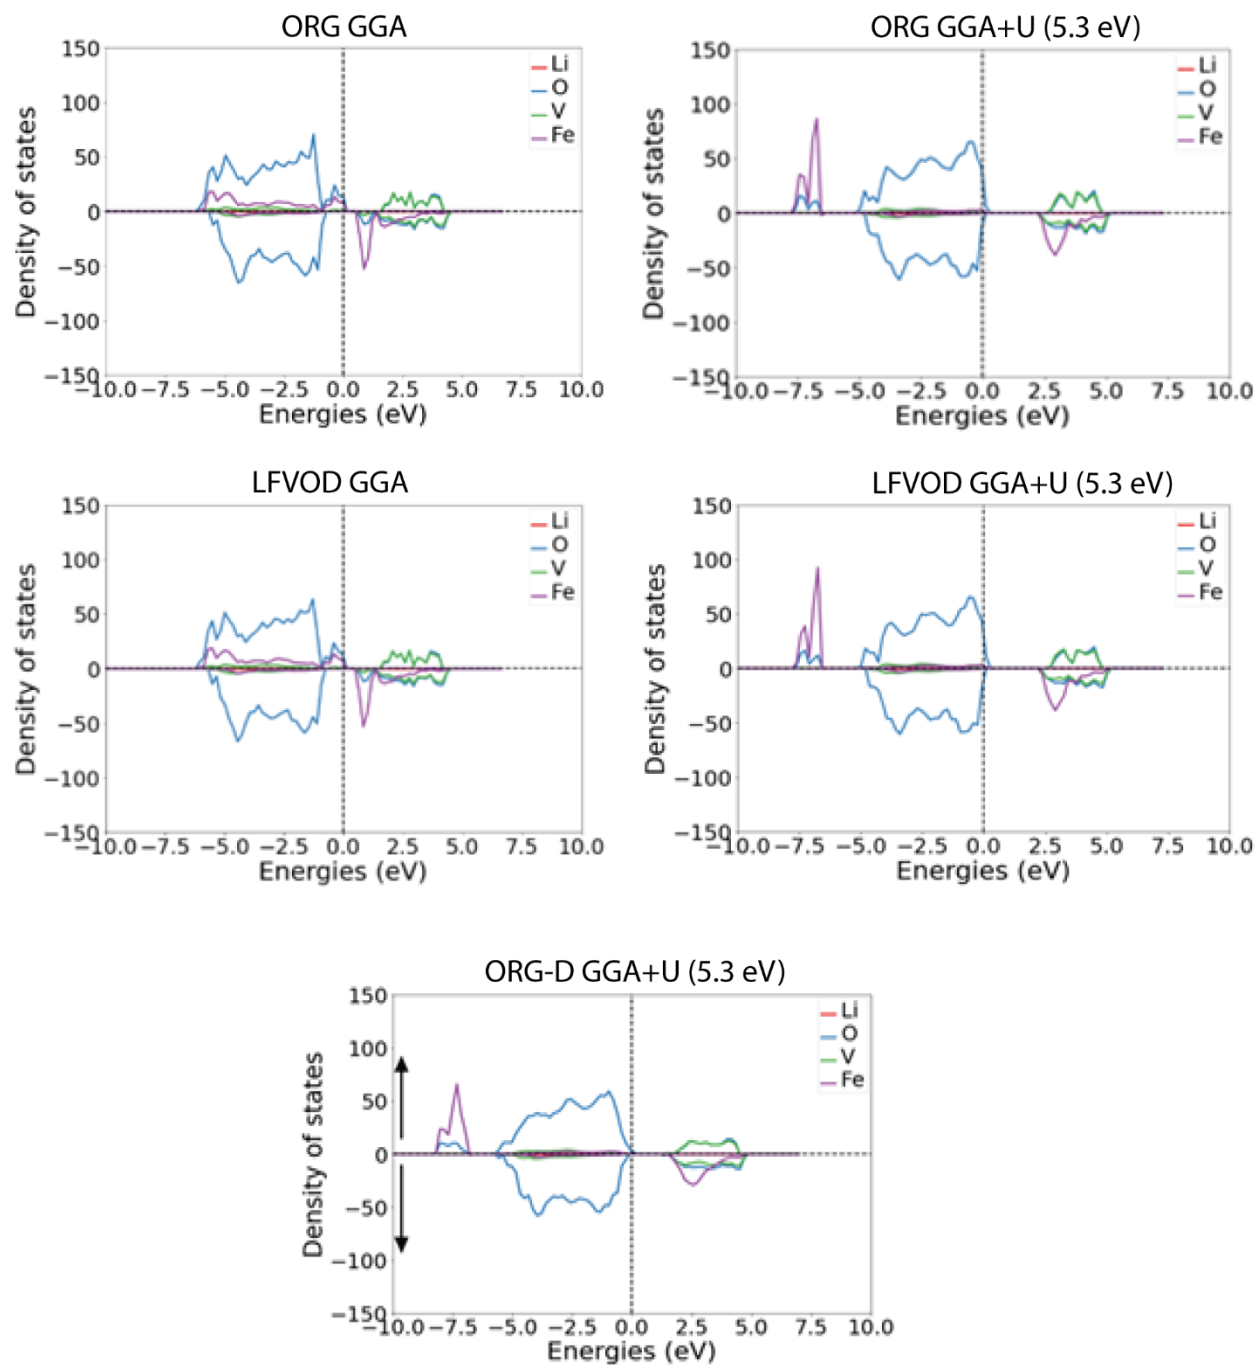 ORG GGA
150
100
50
0
−50
−100
−150
Density of states
Li
O
V
Fe
−10.0 −7.5 −5.0 −2.5 0.0 2.5 5.0 7.5 10.0
Energies (eV)
ORG GGA+U (5.3 eV)
150
100
50
0
−50
−100
−150
Density of states
Li
O
V
Fe
−10.0 −7.5 −5.0 −2.5 0.0 2.5 5.0 7.5 10.0
Energies (eV)
LFVOD GGA
150
100
50
0
−50
−100
−150
Density of states
Li
O
V
Fe
−10.0 −7.5 −5.0 −2.5 0.0 2.5 5.0 7.5 10.0
Energies (eV)
LFVOD GGA+U (5.3 eV)
150
100
50
0
−50
−100
−150
Density of states
Li
O
V
Fe
−10.0 −7.5 −5.0 −2.5 0.0 2.5 5.0 7.5 10.0
Energies (eV)
ORG-D GGA+U (5.3 eV)
150
100
50
0
−50
−100
−150
Density of states
Li
O
V
Fe
−10.0 −7.5 −5.0 −2.5 0.0 2.5 5.0 7.5 10.0
Energies (eV)